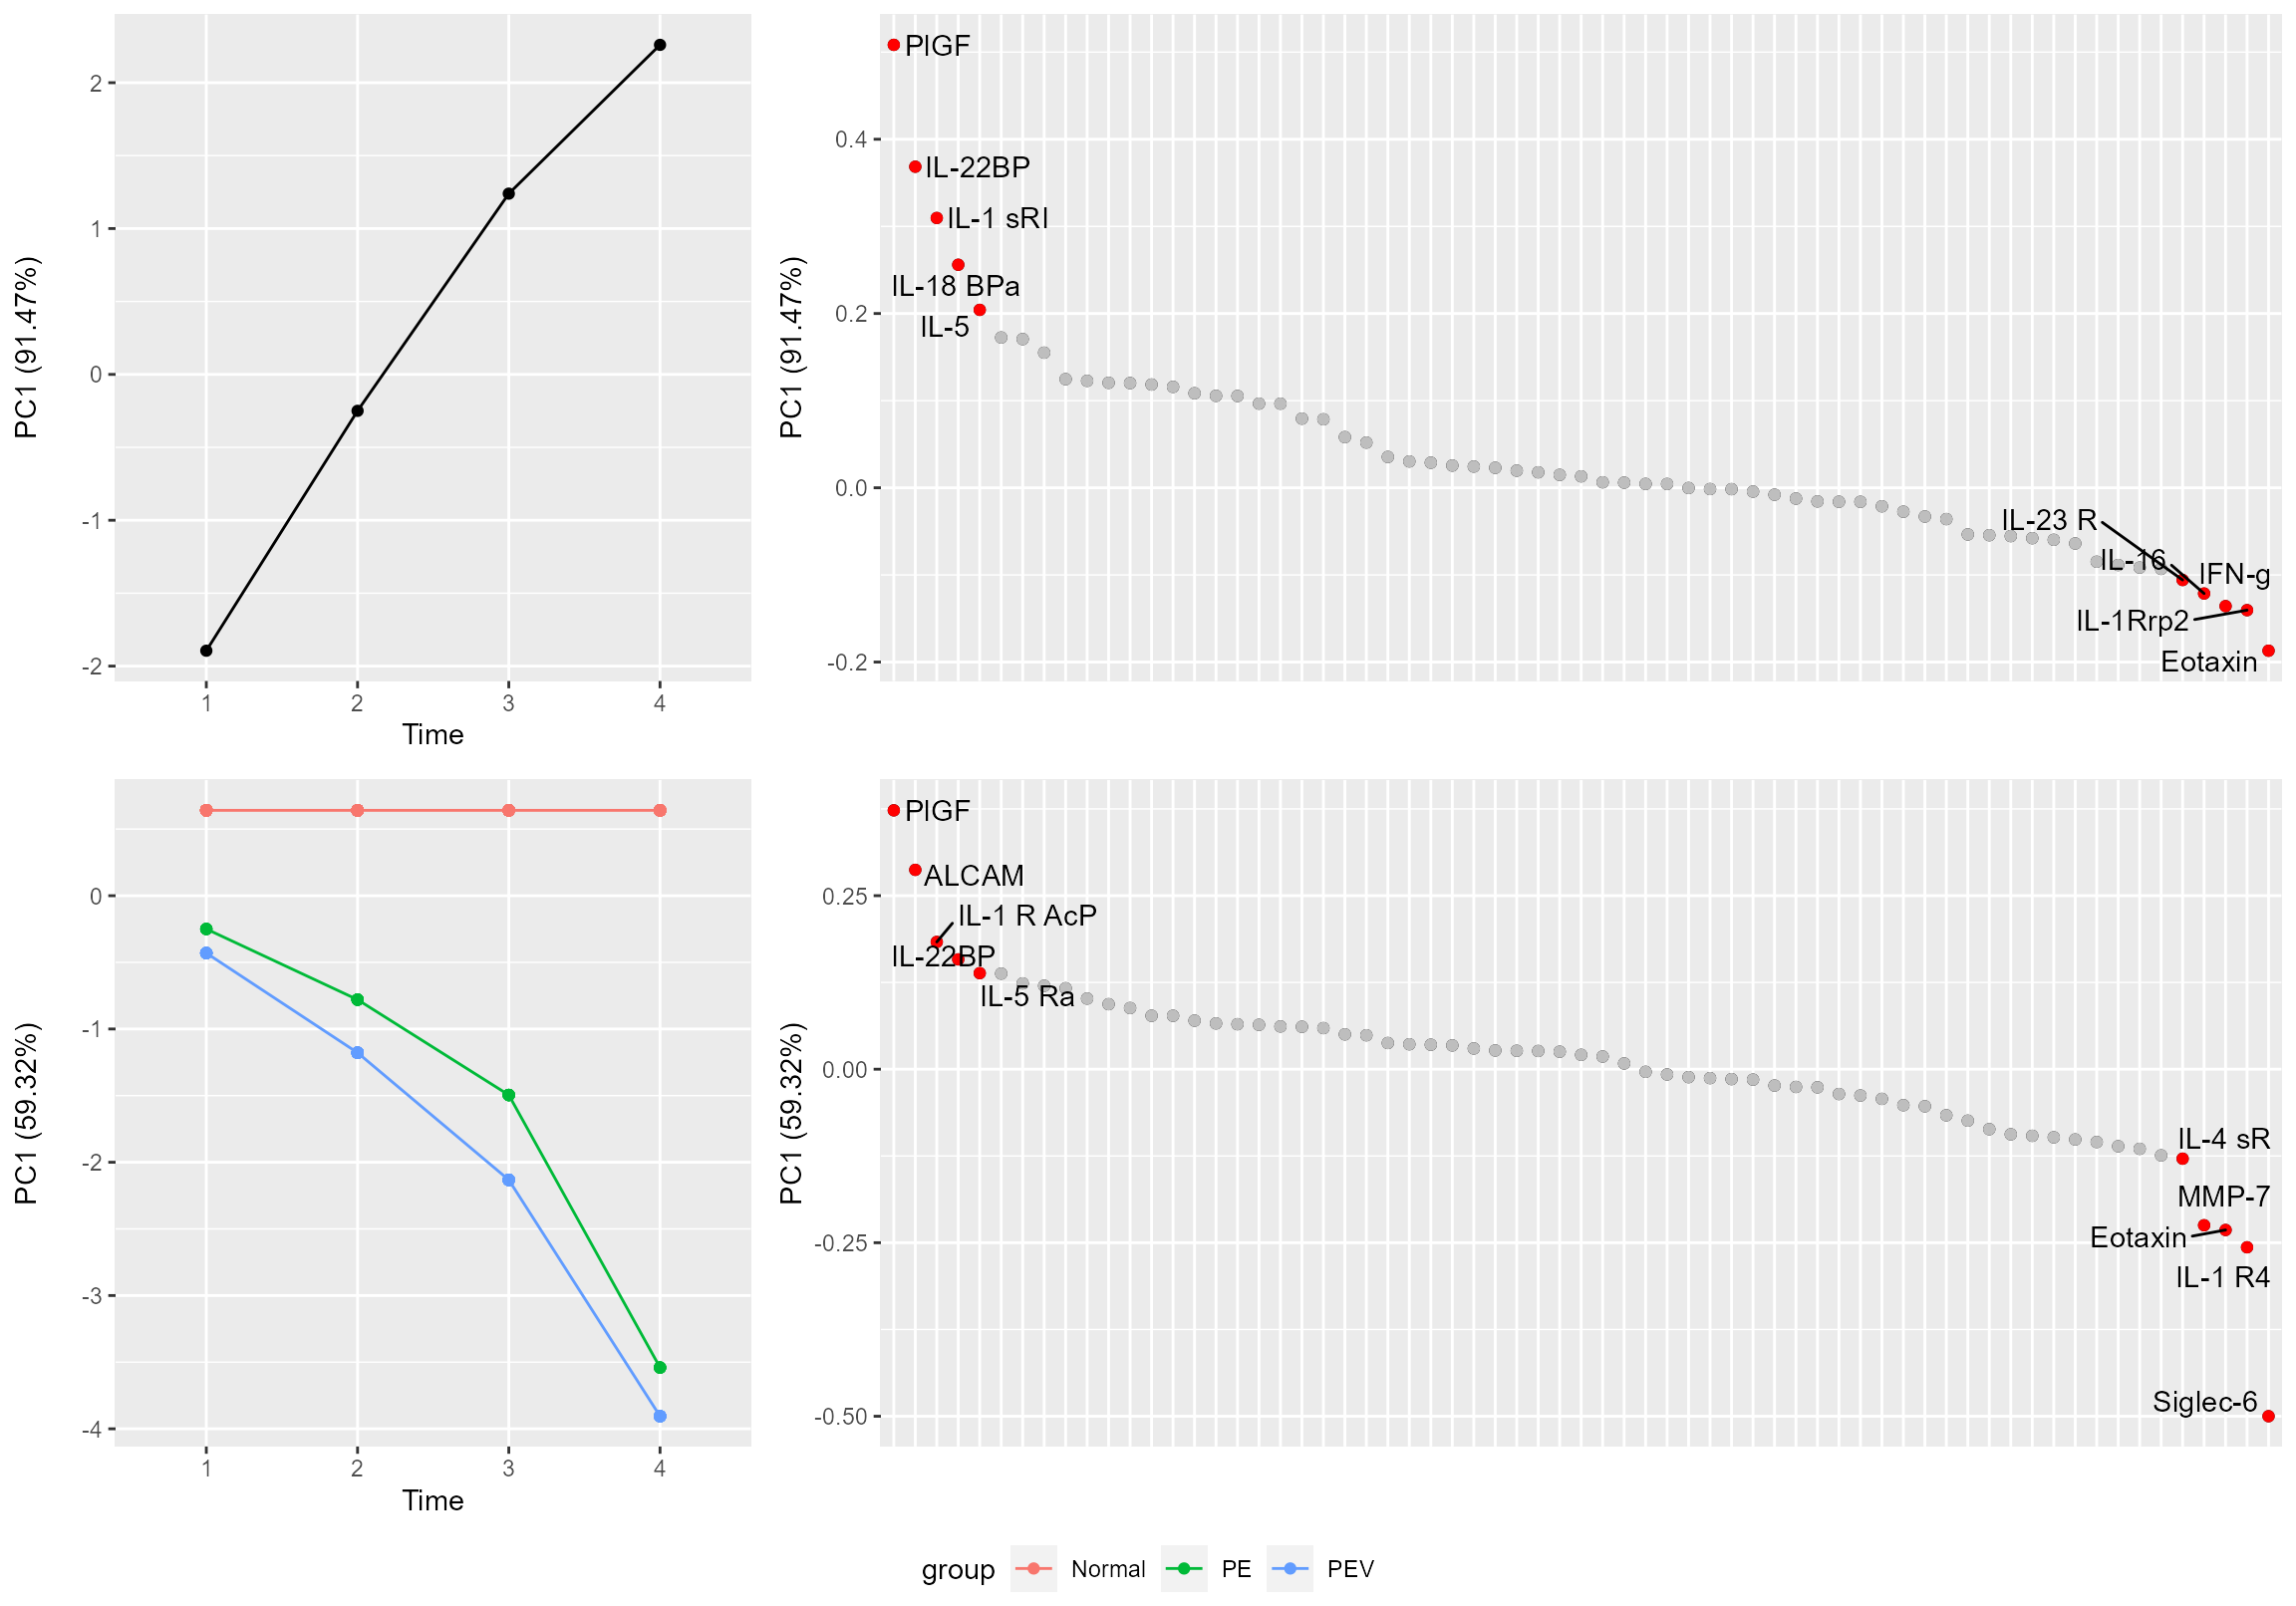 2
1
0
-1
-2
PC1 (91.47%)
1 2 3 4
Time
0.4
0.2
0.0
-0.2
PC1 (91.47%)
PlGF
IL-22BP
IL-1 sRI
IL-18 BPa
IL-5
IL-23 R
IL-16
IFN-g
IL-1Rrp2
Eotaxin
0
-1
-2
-3
-4
PC1 (59.32%)
1 2 3 4
Time
0.25
0.00
-0.25
-0.50
PC1 (59.32%)
PlGF
ALCAM
IL-1 R AcP
IL-22BP
IL-5 Ra
IL-4 sR
MMP-7
Eotaxin
IL-1 R4
Siglec-6
group Normal PE PEV